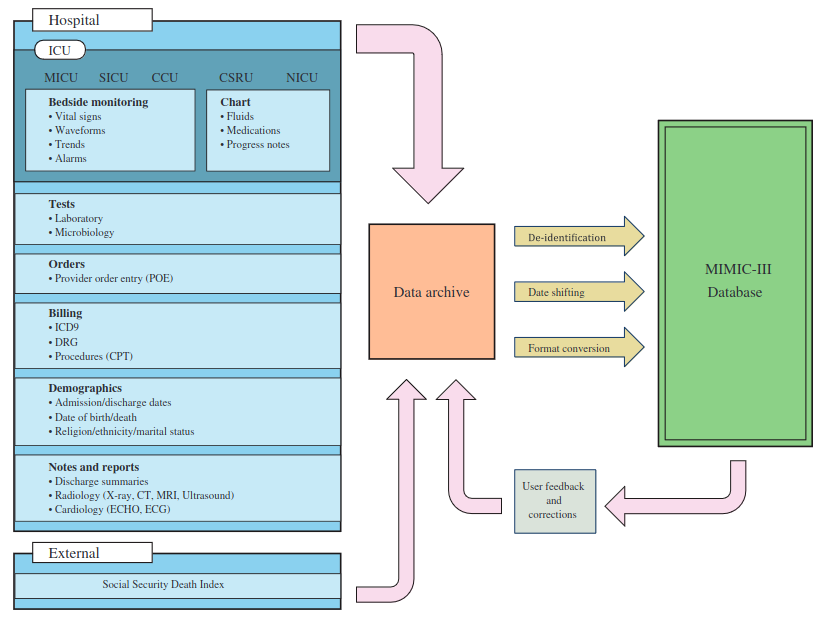 Hospital
ICU
MICU SICU CCU CSRU NICU
Bedside monitoring
• Vital signs
• Waveforms
• Trends
• Alarms
Chart
• Fluids
• Medications
• Progress notes
Tests
• Laboratory
• Microbiology
Orders
• Provider order entry (POE)
Billing
• ICD9
• DRG
• Procedures (CPT)
Demographics
• Admission/discharge dates
• Date of birth/death
• Religion/ethnicity/marital status
Notes and reports
• Discharge summaries
• Radiology (X-ray, CT, MRI, Ultrasound)
• Cardiology (ECHO, ECG)
External
Social Security Death Index
Data archive
De-identification
Date shifting
Format conversion
MIMIC-III
Database
User feedback
and
corrections